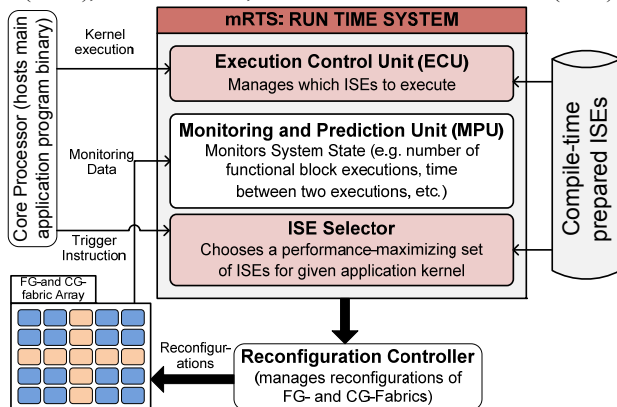 mRTS: RUN TIME SYSTEM
Kernel
execution
Execution Control Unit (ECU)
Manages which ISEs to execute
Core Processor (hosts main
application program binary)
Monitoring
Data
Monitoring and Prediction Unit (MPU)
Monitors System State (e.g. number of
functional block executions, time
between two executions, etc.)
Compile-time
prepared ISEs
Trigger
Instruction
ISE Selector
Chooses a performance-maximizing set
of ISEs for given application kernel
FG-and CG-
fabric Array
Reconfigur-
ations
Reconfiguration Controller
(manages reconfigurations of
FG- and CG-Fabrics)